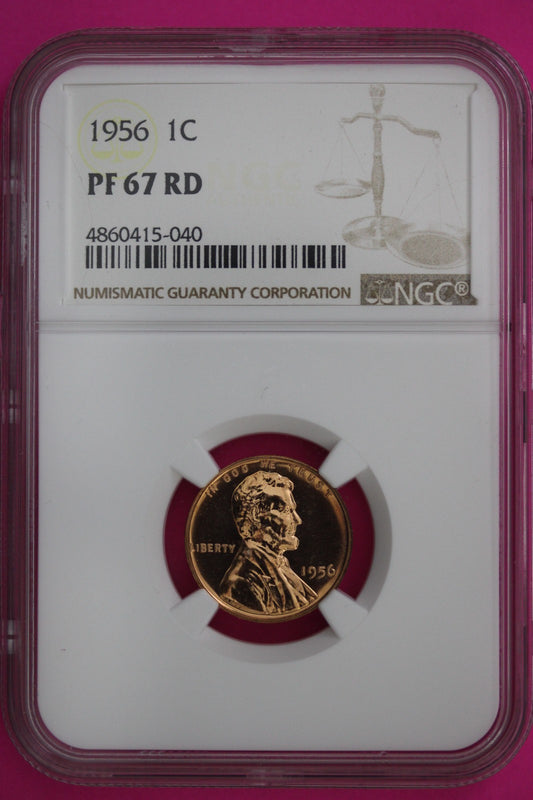 1956 1C
PF 67 RD
4860415-040
NUMISMATIC GUARANTY CORPORATION
NGC®
IN GOD WE TRUST
LIBERTY
1956